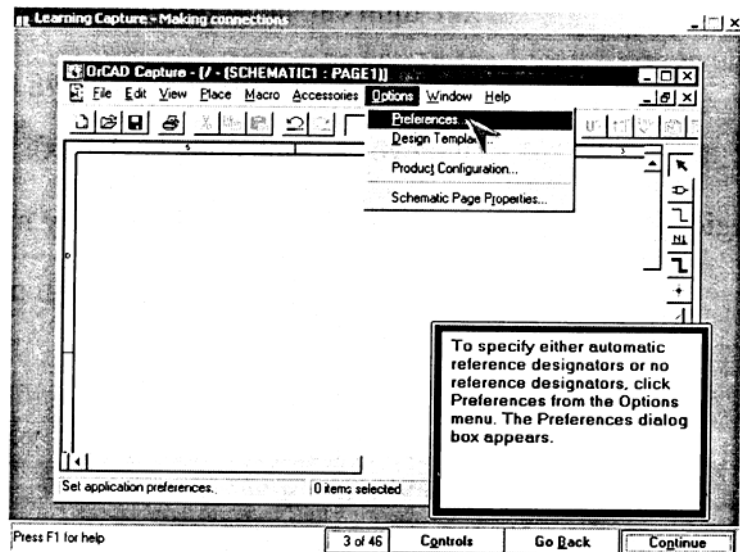 Learning Capture - Making connections
OrCAD Capture - [/ - (SCHEMATIC1 : PAGE1)]
File Edit View Place Macro Accessories Options Window Help
Preferences...
Design Templa
Product Configuration...
Schematic Page Properties...
5
3
D
N1
To specify either automatic
reference designators or no
reference designators, click
Preferences from the Options
menu. The Preferences dialog
box appears.
Set application preferences.
0 items selected
Press F1 for help
3 of 46
Controls
Go Back
Continue